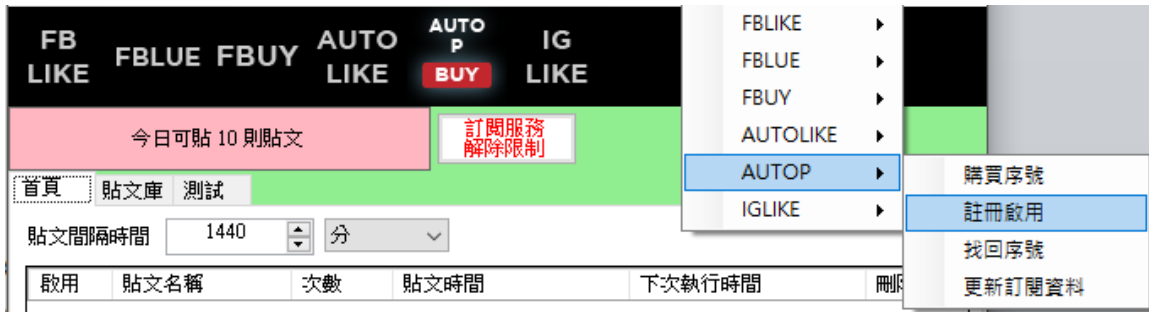 FB
LIKE
FBLUE
FBUY
AUTO
LIKE
AUTO
P
BUY
IG
LIKE
FBLIKE
FBLUE
FBUY
AUTOLIKE
AUTOP
IGLIKE
購買序號
註冊啟用
找回序號
更新訂閱資料
今日可貼 10 則貼文
訂閱服務
解除限制
首頁
貼文庫
測試
貼文間隔時間
1440
分
啟用
貼文名稱
次數
貼文時間
下次執行時間
刪